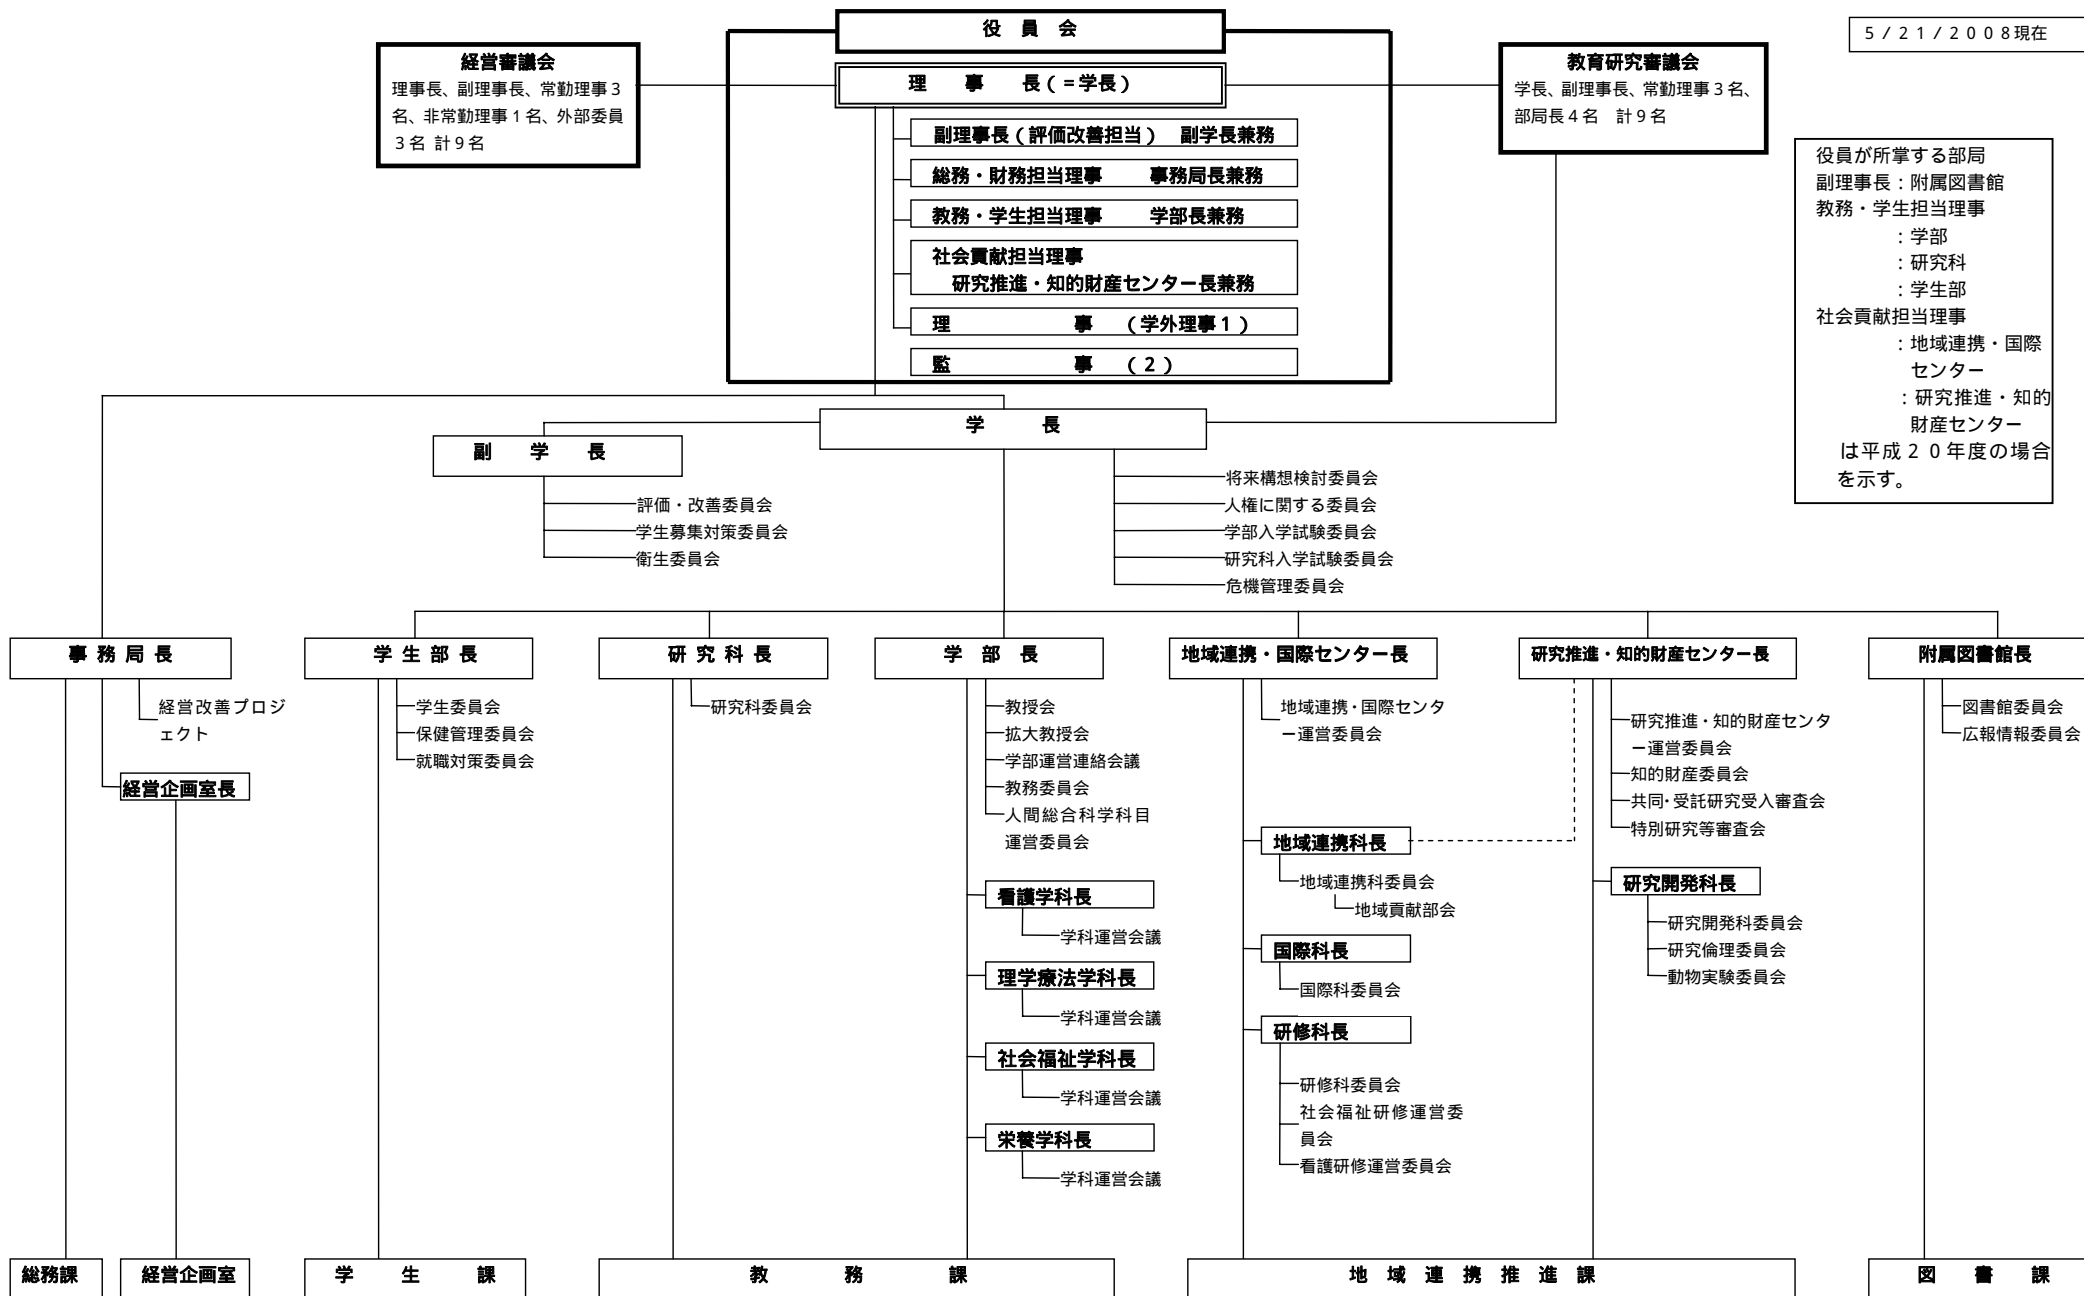 役 員 会
5/21/2008現在
経営審議会
理事長、副理事長、常勤理事3
名、非常勤理事1名、外部委員
3名 計9名
理 事 長(=学長)
教育研究審議会
学長、副理事長、常勤理事3名、
部局長4名 計9名
副理事長(評価改善担当) 副学長兼務
総務・財務担当理事 事務局長兼務
教務・学生担当理事 学部長兼務
社会貢献担当理事
研究推進・知的財産センター長兼務
理 事 (学外理事1)
監 事 (2)
役員が所掌する部局
副理事長:附属図書館
教務・学生担当理事
:学部
:研究科
:学生部
社会貢献担当理事
:地域連携・国際
センター
:研究推進・知的
財産センター
は平成20年度の場合
を示す。
学 長
副 学 長
評価・改善委員会
学生募集対策委員会
衛生委員会
将来構想検討委員会
人権に関する委員会
学部入学試験委員会
研究科入学試験委員会
危機管理委員会
事 務 局 長
経営改善プロジ
ェクト
経営企画室長
学 生 部 長
学生委員会
保健管理委員会
就職対策委員会
研 究 科 長
研究科委員会
学 部 長
教授会
拡大教授会
学部運営連絡会議
教務委員会
人間総合科学科目
運営委員会
看護学科長
学科運営会議
理学療法学科長
学科運営会議
社会福祉学科長
学科運営会議
栄養学科長
学科運営会議
地域連携・国際センター長
地域連携・国際センタ
ー運営委員会
地域連携科長
地域連携科委員会
地域貢献部会
国際科長
国際科委員会
研修科長
研修科委員会
社会福祉研修運営委
員会
看護研修運営委員会
研究推進・知的財産センター長
研究推進・知的財産センタ
ー運営委員会
知的財産委員会
共同・受託研究受入審査会
特別研究等審査会
研究開発科長
研究開発科委員会
研究倫理委員会
動物実験委員会
附属図書館長
図書館委員会
広報情報委員会
総務課
経営企画室
学 生 課
教 務 課
地 域 連 携 推 進 課
図 書 課